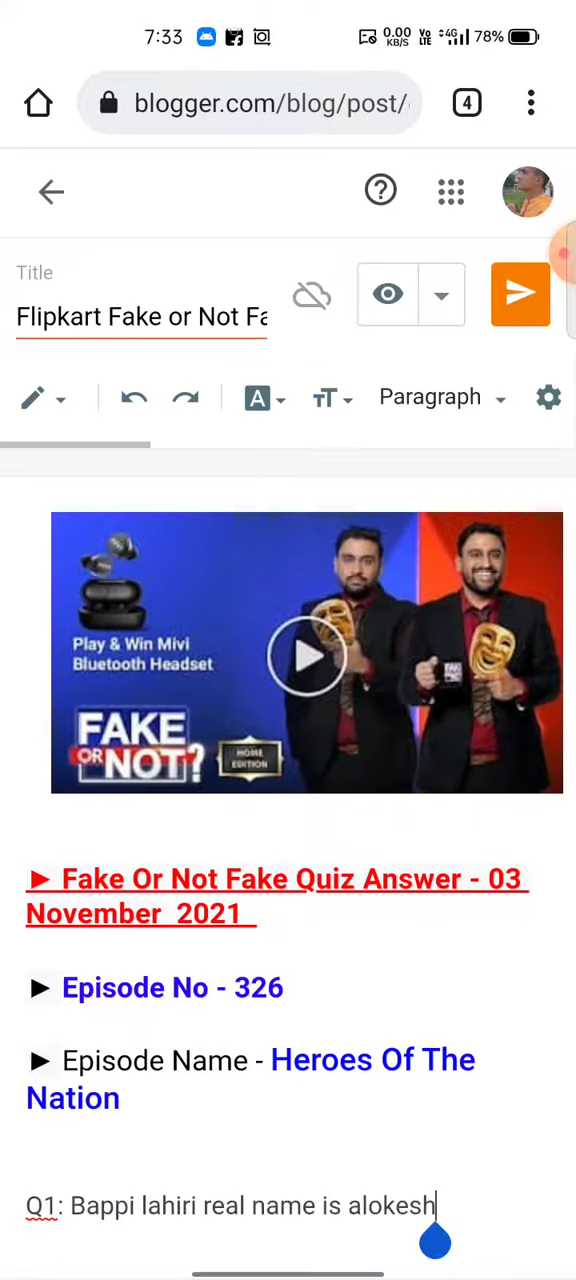 7:33 0.00 KB/S VoLTE 4G 78%
blogger.com/blog/post/ 4
Title
Flipkart Fake or Not Fa
A TT Paragraph
Play & Win Mivi
Bluetooth Headset
FAKE
OR NOT?
HOME
EDITION
► Fake Or Not Fake Quiz Answer - 03
November 2021
► Episode No - 326
► Episode Name - Heroes Of The
Nation
Q1: Bappi lahiri real name is alokesh